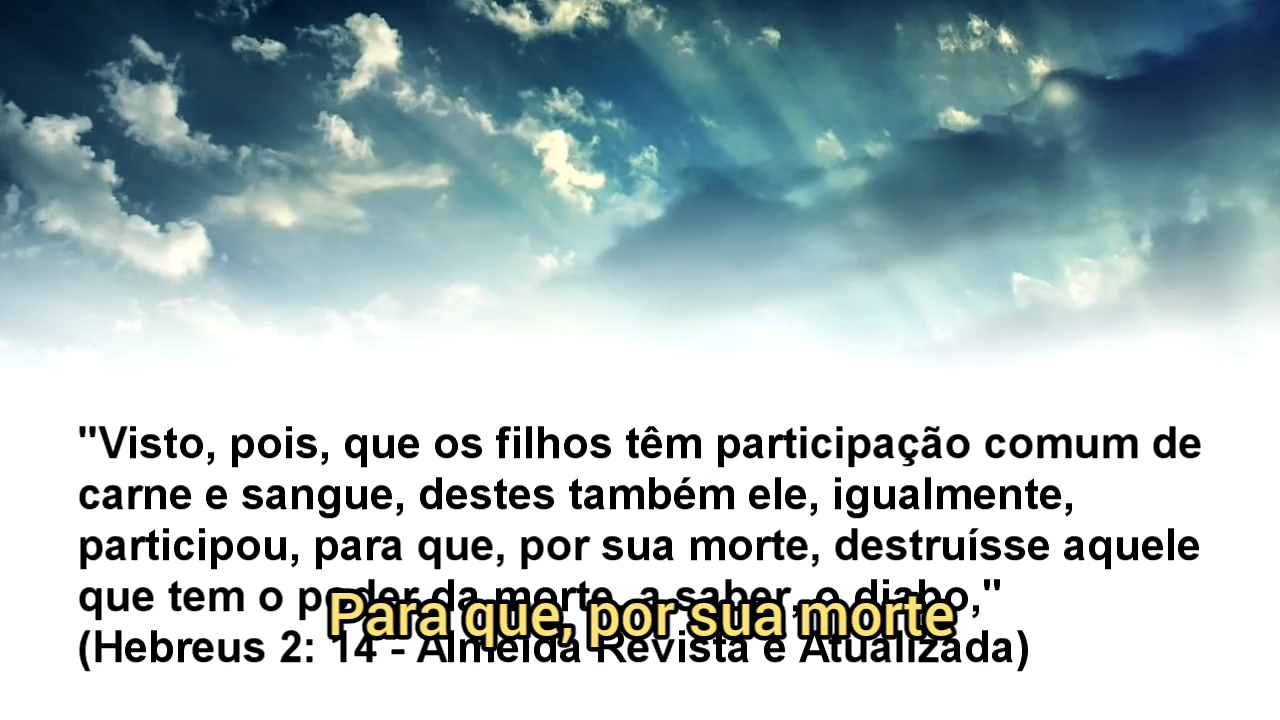 "Visto, pois, que os filhos têm participação comum de
carne e sangue, destes também ele, igualmente,
participou, para que, por sua morte, destruísse aquele
que tem o poder da morte, a saber, o diabo,"
Para que, por sua morte
(Hebreus 2: 14 - Almeida Revista e Atualizada)